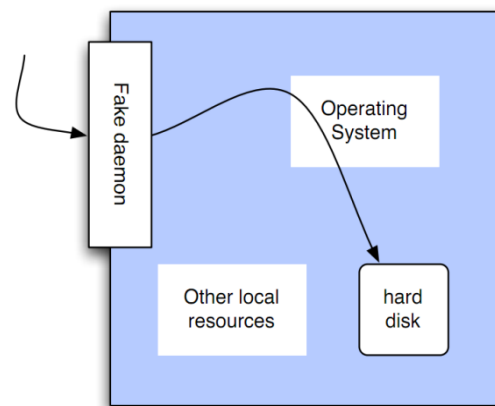 Fake daemon
Operating
System
Other local
resources
hard
disk